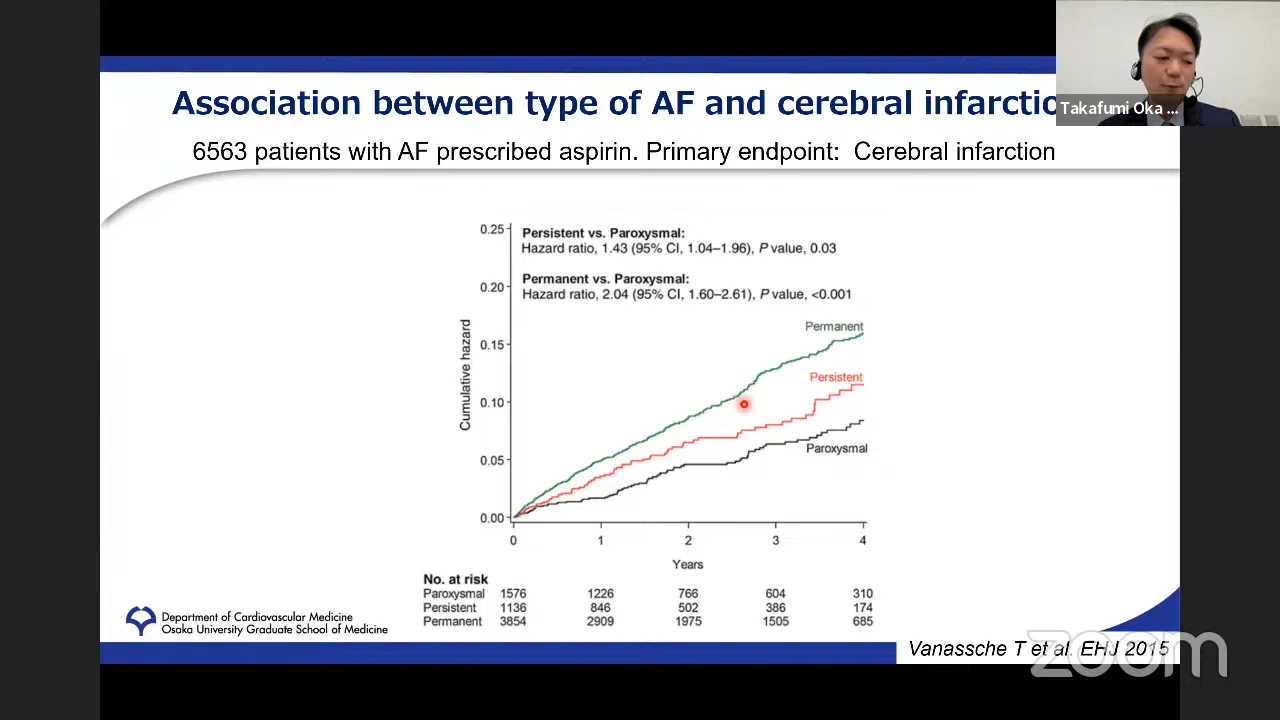 Association between type of AF and cerebral infarctio
6563 patients with AF prescribed aspirin. Primary endpoint: Cerebral infarction
Takafumi Oka ...
Persistent vs. Paroxysmal:
Hazard ratio, 1.43 (95% CI, 1.04–1.96), P value, 0.03
Permanent vs. Paroxysmal:
Hazard ratio, 2.04 (95% CI, 1.60–2.61), P value, <0.001
Cumulative hazard
0.25
0.20
0.15
0.10
0.05
0.00
Permanent
Persistent
Paroxysmal
0 1 2 3 4
Years
No. at risk
Paroxysmal 1576 1226 766 604 310
Persistent 1136 846 502 386 174
Permanent 3854 2909 1975 1505 685
Department of Cardiovascular Medicine
Osaka University Graduate School of Medicine
Vanassche T et al. EHJ 2015
zoom